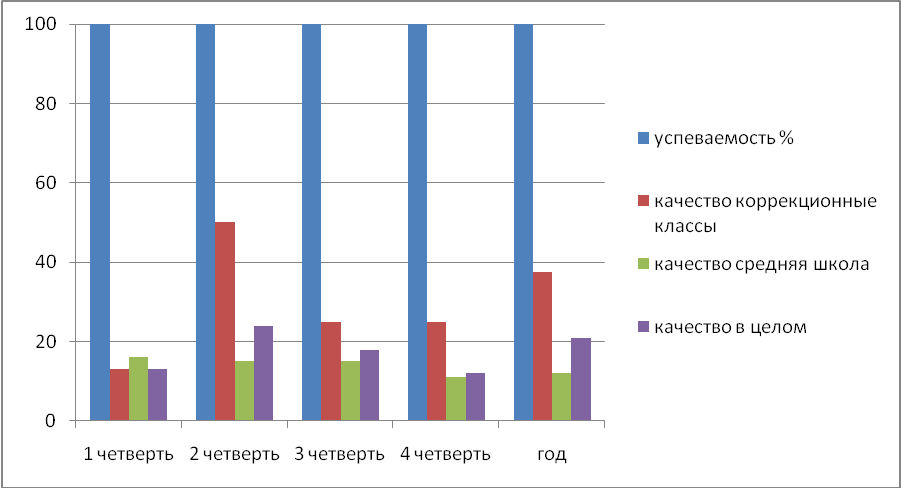 100
80
60
40
20
0
1 четверть 2 четверть 3 четверть 4 четверть год
успеваемость %
качество коррекционные
классы
качество средняя школа
качество в целом